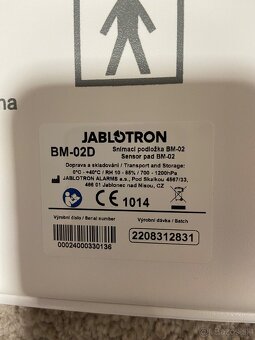 na
JABLOTRON
BM-02D
Snímací podložka BM-02
Sensor pad BM-02
Doprava a skladování / Transport and Storage:
0°C - +40°C / RH 10 - 85% / 700 - 1200hPa
JABLOTRON ALARMS a.s., Pod Skalkou 4567/33,
466 01 Jablonec nad Nisou, CZ
CE 1014
Výrobní číslo / Serial number
00024000330136
Výrobní dávka / Batch
2208312831